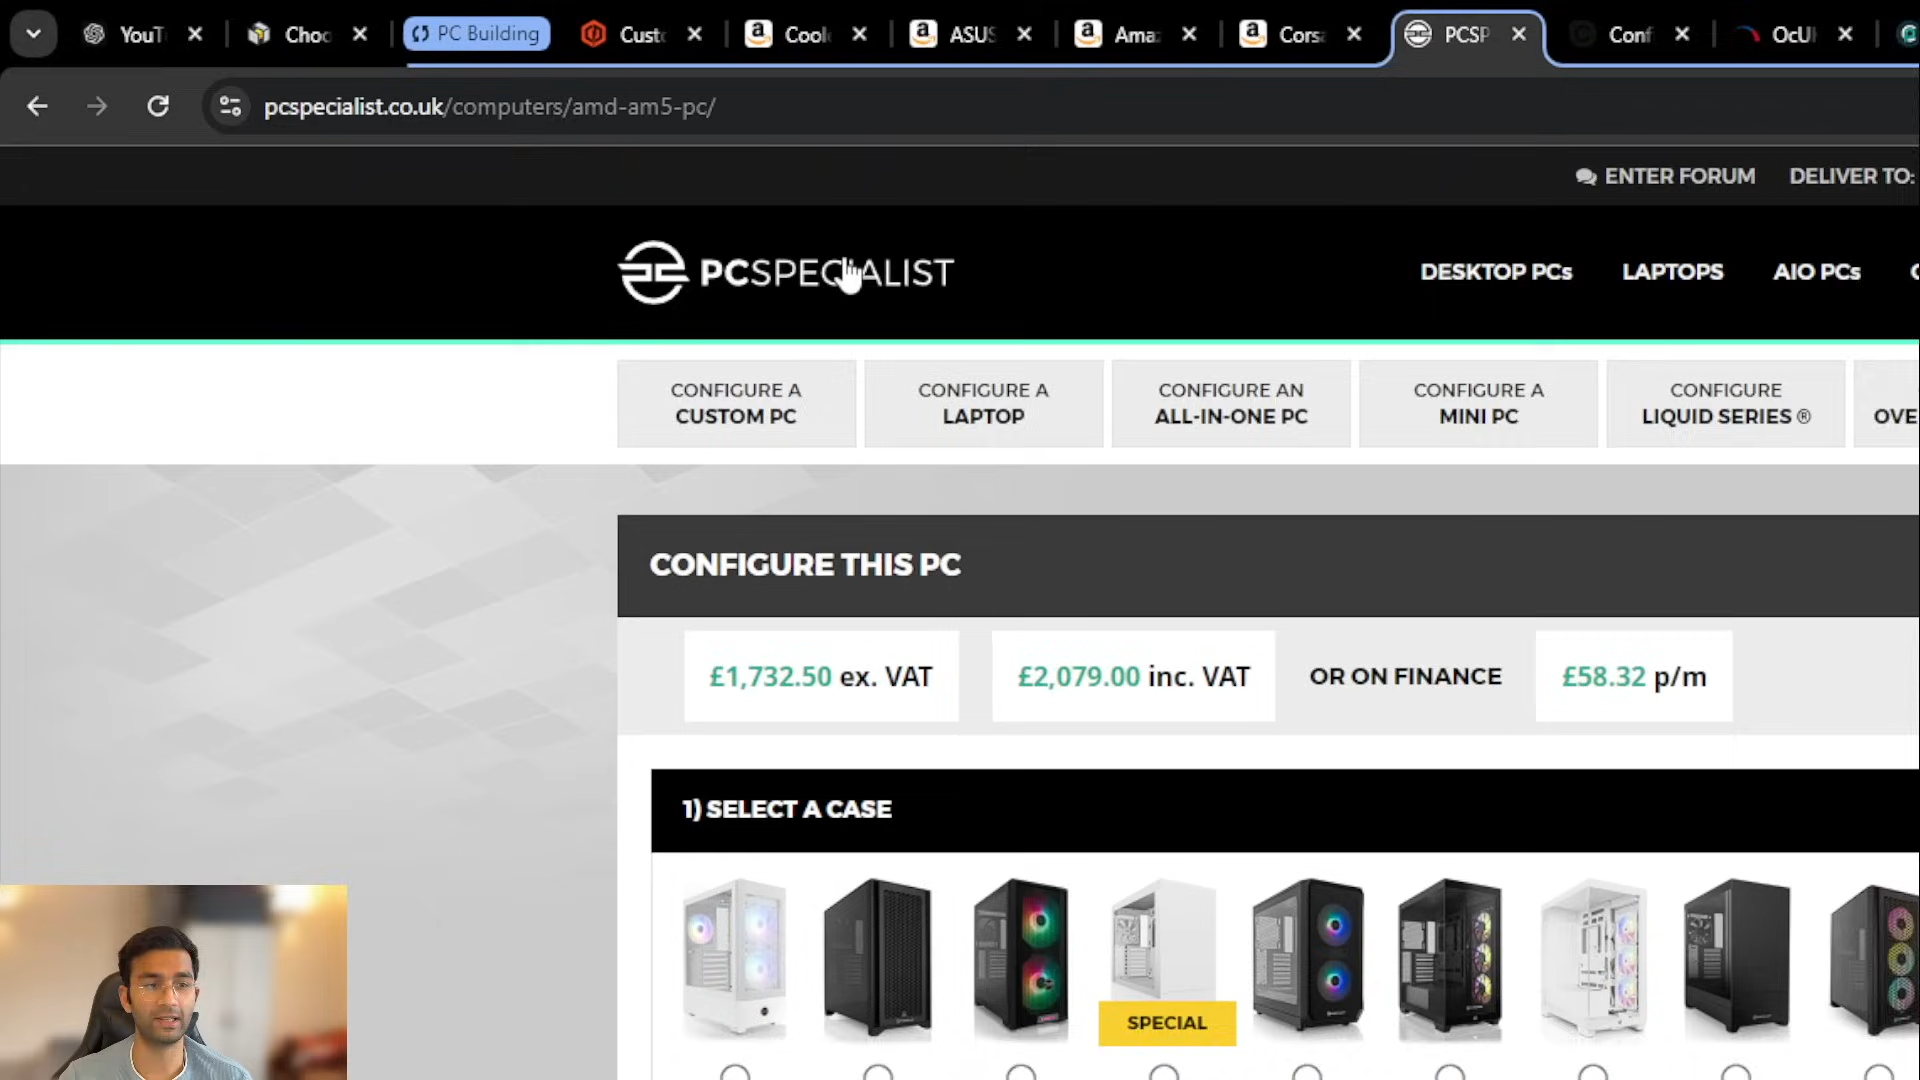 YouT
Choo
PC Building
Custo
Cool
ASUS
Ama
Cors
PCSP
Conf
OcU
pcspecialist.co.uk/computers/amd-am5-pc/
ENTER FORUM
DELIVER TO:
PCSPECIALIST
DESKTOP PCs
LAPTOPS
AIO PCs
CONFIGURE A
CUSTOM PC
CONFIGURE A
LAPTOP
CONFIGURE AN
ALL-IN-ONE PC
CONFIGURE A
MINI PC
CONFIGURE
LIQUID SERIES ®
OVE
CONFIGURE THIS PC
£1,732.50 ex. VAT
£2,079.00 inc. VAT
OR ON FINANCE
£58.32 p/m
1) SELECT A CASE
SPECIAL